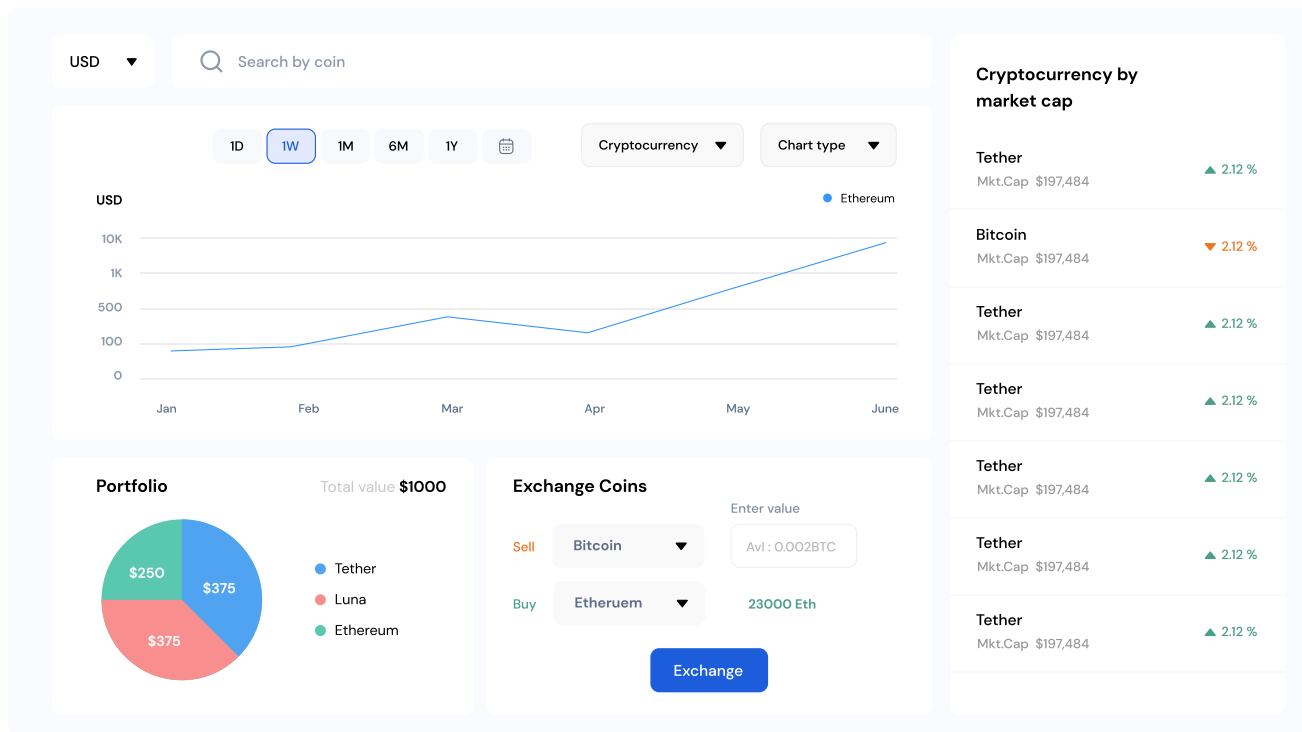 USD
Search by coin
1D 1W 1M 6M 1Y
Cryptocurrency
Chart type
USD
Ethereum
10K
1K
500
100
0
Jan Feb Mar Apr May June
Portfolio
Total value $1000
$250
$375
$375
Tether
Luna
Ethereum
Exchange Coins
Enter value
Sell Bitcoin Avl : 0.002BTC
Buy Etheruem 23000 Eth
Exchange
Cryptocurrency by
market cap
Tether
Mkt.Cap $197,484
2.12 %
Bitcoin
Mkt.Cap $197,484
2.12 %
Tether
Mkt.Cap $197,484
2.12 %
Tether
Mkt.Cap $197,484
2.12 %
Tether
Mkt.Cap $197,484
2.12 %
Tether
Mkt.Cap $197,484
2.12 %
Tether
Mkt.Cap $197,484
2.12 %